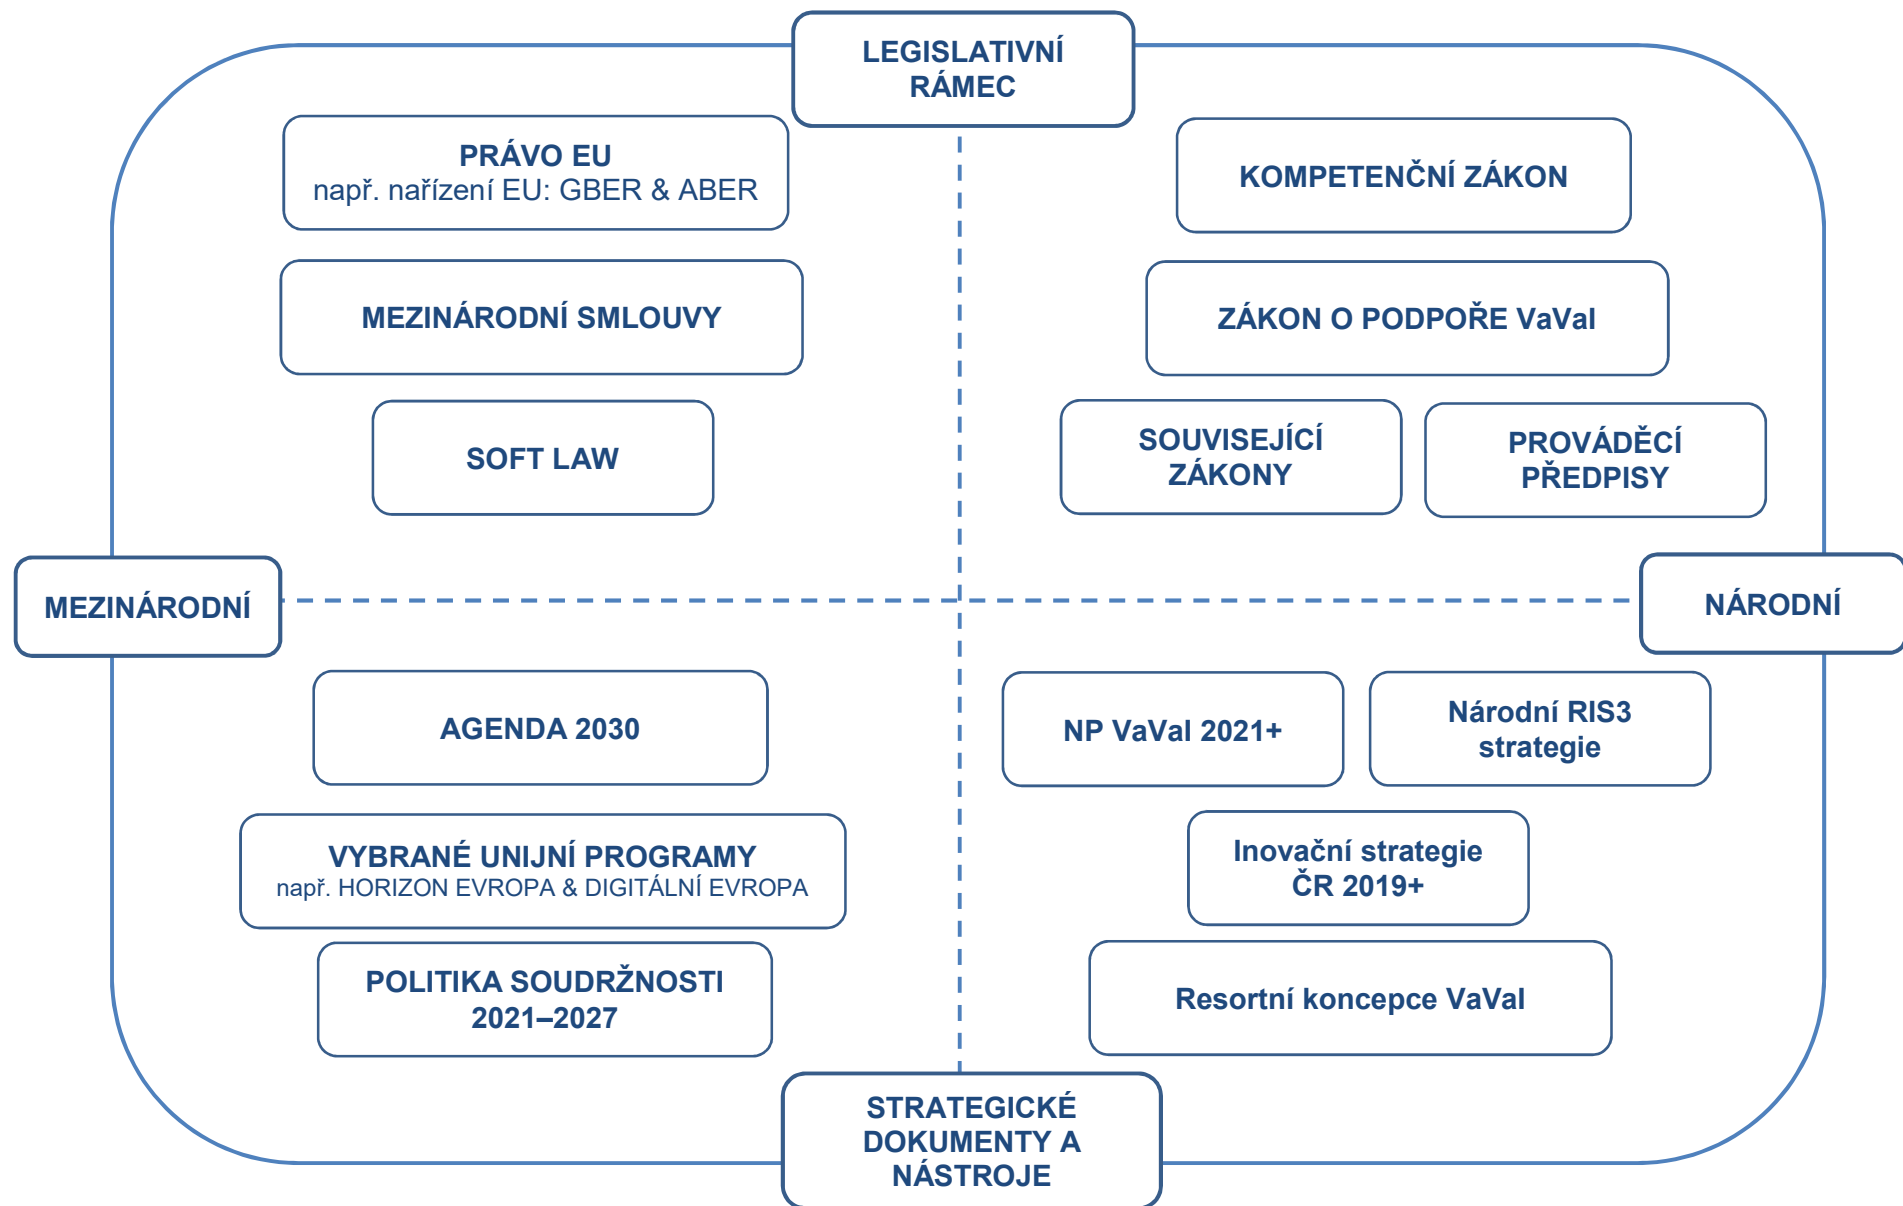 LEGISLATIVNÍ
RÁMEC
PRÁVO EU
např. nařízení EU: GBER & ABER
MEZINÁRODNÍ SMLOUVY
SOFT LAW
KOMPETENČNÍ ZÁKON
ZÁKON O PODPOŘE VaVaI
SOUVISEJÍCÍ
ZÁKONY
PROVÁDĚCÍ
PŘEDPISY
MEZINÁRODNÍ
NÁRODNÍ
AGENDA 2030
VYBRANÉ UNIJNÍ PROGRAMY
např. HORIZON EVROPA & DIGITÁLNÍ EVROPA
POLITIKA SOUDRŽNOSTI
2021–2027
NP VaVaI 2021+
Národní RIS3
strategie
Inovační strategie
ČR 2019+
Resortní koncepce VaVaI
STRATEGICKÉ
DOKUMENTY A
NÁSTROJE